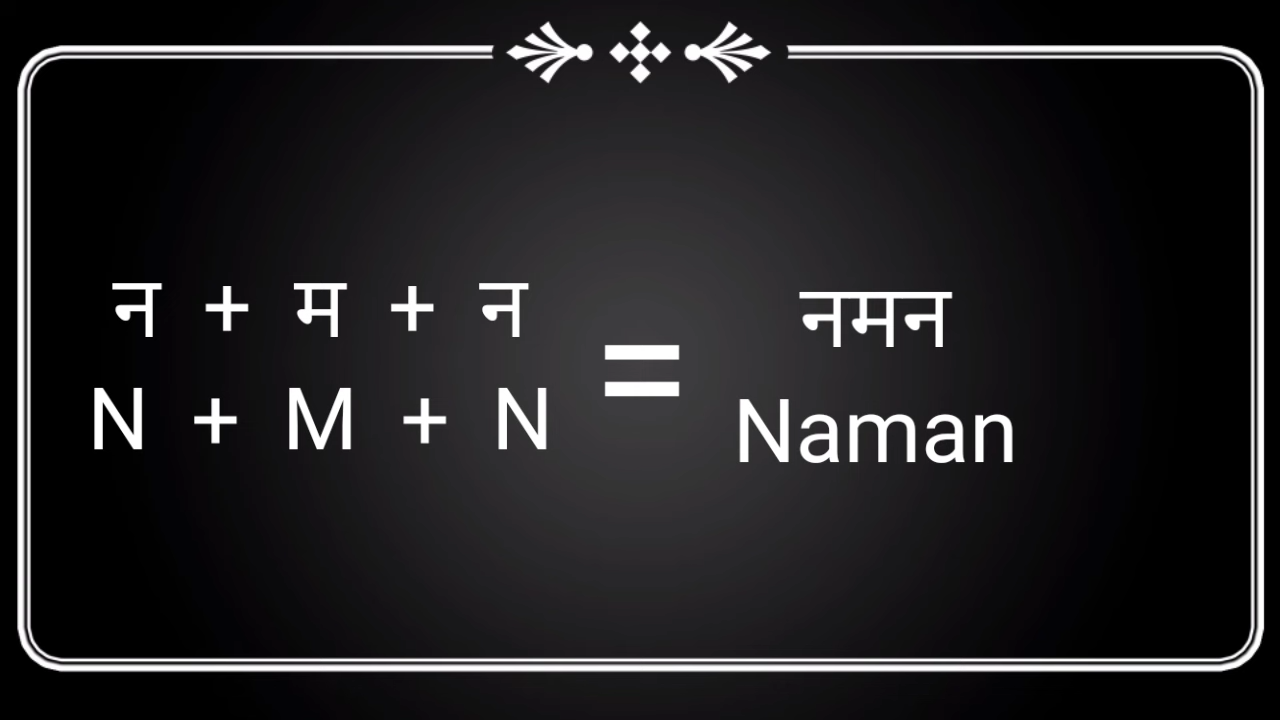 न + म + न = नमन
N + M + N Naman